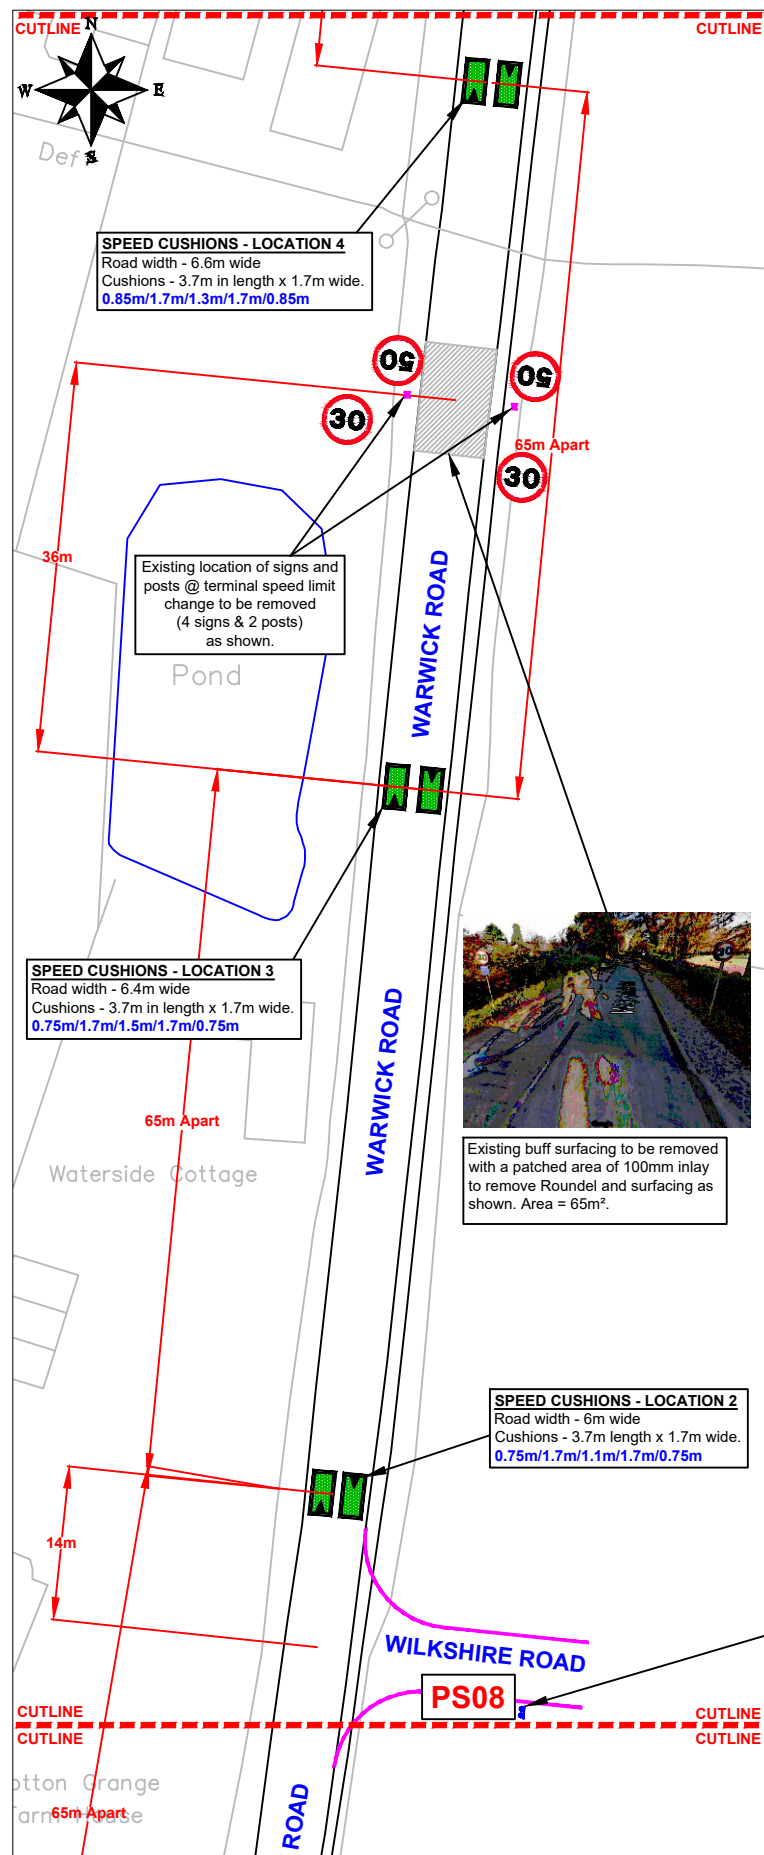 CUTLINE
CUTLINE
N
W
E
S
Def
SPEED CUSHIONS - LOCATION 4
Road width - 6.6m wide
Cushions - 3.7m in length x 1.7m wide.
0.85m/1.7m/1.3m/1.7m/0.85m
50
50
30
30
65m Apart
36m
Existing location of signs and
posts @ terminal speed limit
change to be removed
(4 signs & 2 posts)
as shown.
WARWICK ROAD
Pond
SPEED CUSHIONS - LOCATION 3
Road width - 6.4m wide
Cushions - 3.7m in length x 1.7m wide.
0.75m/1.7m/1.5m/1.7m/0.75m
WARWICK ROAD
65m Apart
Existing buff surfacing to be removed
with a patched area of 100mm inlay
to remove Roundel and surfacing as
shown. Area = 65m².
Waterside Cottage
SPEED CUSHIONS - LOCATION 2
Road width - 6m wide
Cushions - 3.7m length x 1.7m wide.
0.75m/1.7m/1.1m/1.7m/0.75m
14m
WILKSHIRE ROAD
PS08
CUTLINE
CUTLINE
CUTLINE
CUTLINE
otton Grange
arm House
65m Apart
ROAD